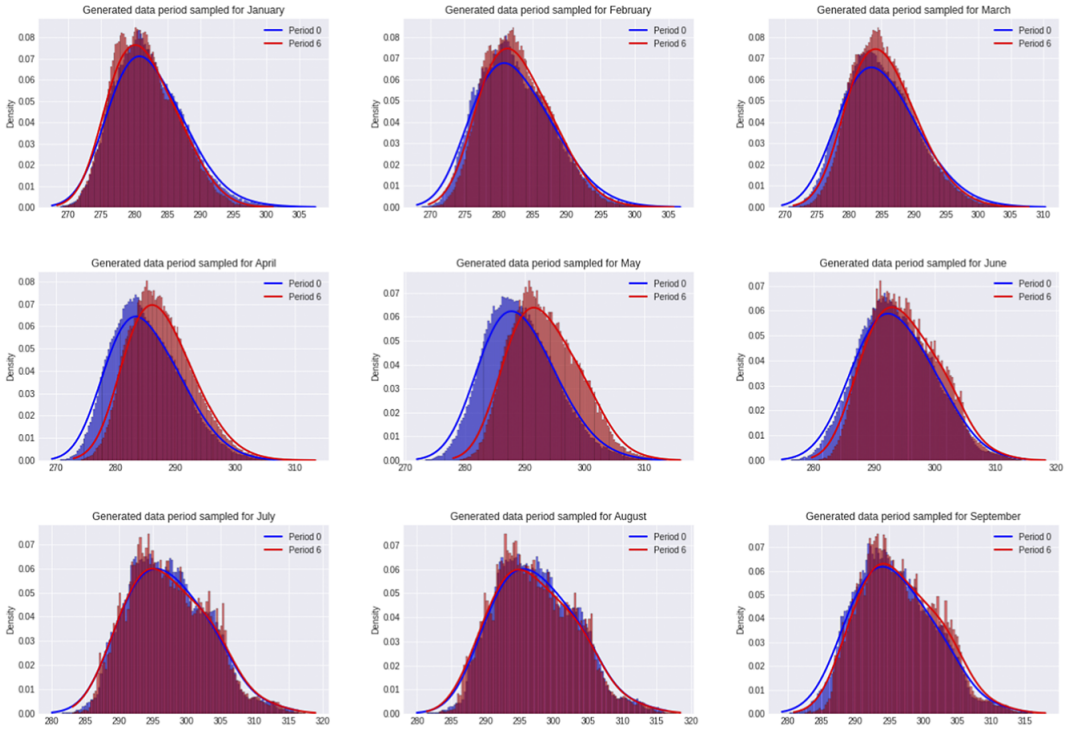 Generated data period sampled for January
Period 0
Period 6
0.08
0.07
0.06
0.05
0.04
0.03
0.02
0.01
0.00
Density
270 275 280 285 290 295 300 305
Generated data period sampled for February
Period 0
Period 6
0.08
0.07
0.06
0.05
0.04
0.03
0.02
0.01
0.00
Density
270 275 280 285 290 295 300 305
Generated data period sampled for March
Period 0
Period 6
0.08
0.07
0.06
0.05
0.04
0.03
0.02
0.01
0.00
Density
270 275 280 285 290 295 300 305 310
Generated data period sampled for April
Period 0
Period 6
0.08
0.07
0.06
0.05
0.04
0.03
0.02
0.01
0.00
Density
270 280 290 300 310
Generated data period sampled for May
Period 0
Period 6
0.07
0.06
0.05
0.04
0.03
0.02
0.01
0.00
Density
270 280 290 300 310
Generated data period sampled for June
Period 0
Period 6
0.07
0.06
0.05
0.04
0.03
0.02
0.01
0.00
Density
280 290 300 310 320
Generated data period sampled for July
Period 0
Period 6
0.07
0.06
0.05
0.04
0.03
0.02
0.01
0.00
Density
280 285 290 295 300 305 310 315 320
Generated data period sampled for August
Period 0
Period 6
0.07
0.06
0.05
0.04
0.03
0.02
0.01
0.00
Density
280 285 290 295 300 305 310 315 320
Generated data period sampled for September
Period 0
Period 6
0.07
0.06
0.05
0.04
0.03
0.02
0.01
0.00
Density
280 285 290 295 300 305 310 315